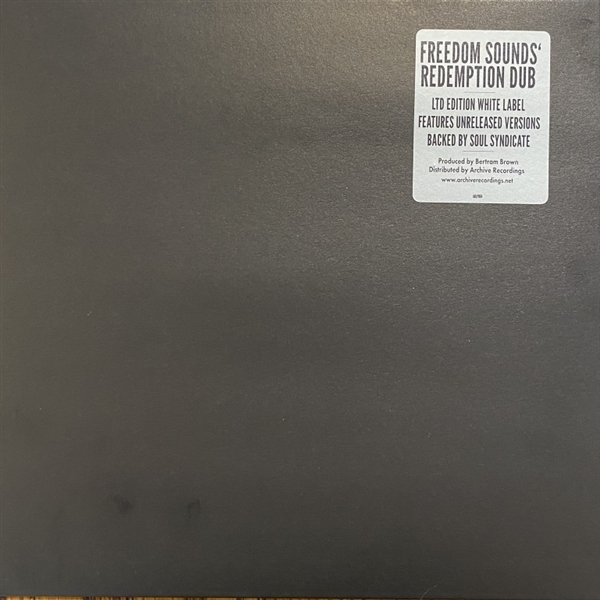 FREEDOM SOUNDS‘
REDEMPTION DUB
LTD EDITION WHITE LABEL
FEATURES UNRELEASED VERSIONS
BACKED BY SOUL SYNDICATE
Produced by Bertram Brown
Distributed by Archive Recordings
www.archiverecordings.net